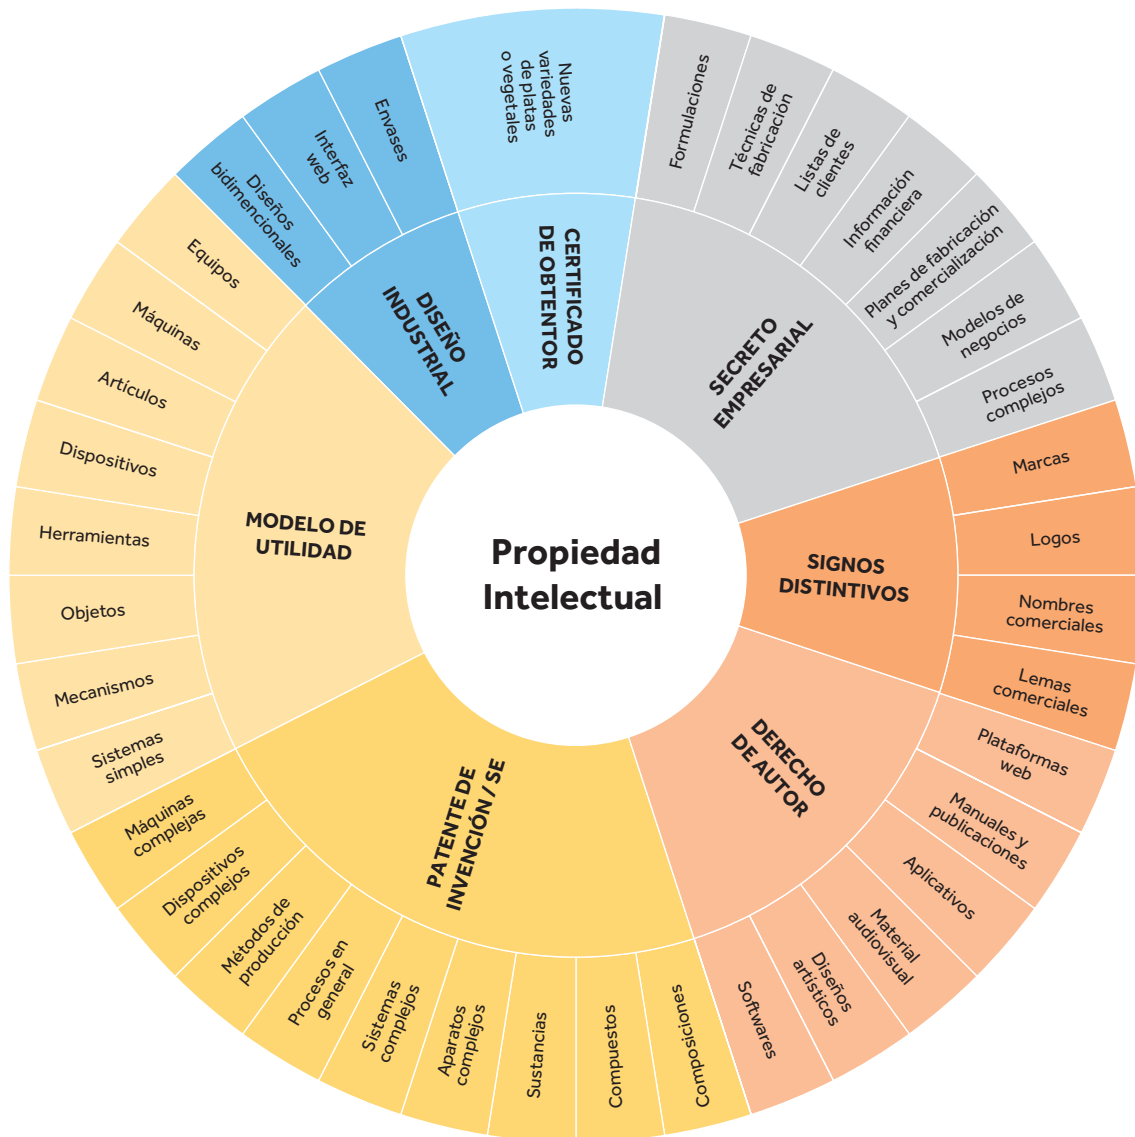 Propiedad
Intelectual
CERTIFICADO
DE OBTENTOR
Nuevas
variedades
de platas
o vegetales
SECRETO
EMPRESARIAL
Formulaciones
Técnicas de
fabricación
Listas de
clientes
Información
financiera
Planes de fabricación
y comercialización
Modelos de
negocios
Procesos
complejos
SIGNOS
DISTINTIVOS
Marcas
Logos
Nombres
comerciales
Lemas
comerciales
DERECHO
DE AUTOR
Plataformas
web
Manuales y
publicaciones
Aplicativos
Material
audiovisual
Diseños
artísticos
Softwares
PATENTE DE
INVENCIÓN / SE
Composiciones
Compuestos
Sustancias
Aparatos
complejos
Sistemas
complejos
Procesos en
general
Métodos de
producción
Dispositivos
complejos
Máquinas
complejas
MODELO DE
UTILIDAD
Sistemas
simples
Mecanismos
Objetos
Herramientas
Dispositivos
Artículos
Máquinas
Equipos
DISEÑO
INDUSTRIAL
Diseños
bidimencionales
Interfaz
web
Envases